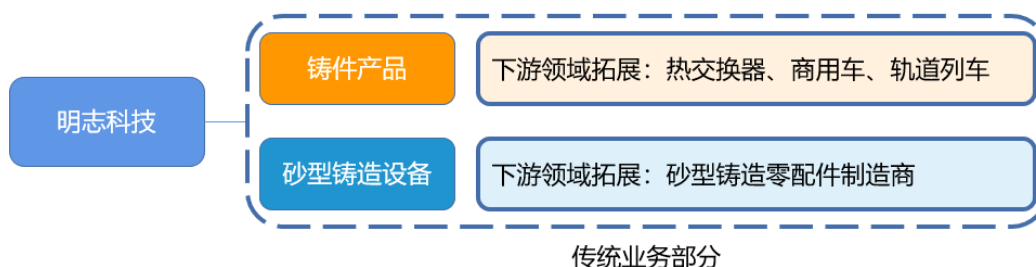 铸件产品
下游领域拓展：热交换器、商用车、轨道列车
明志科技
砂型铸造设备
下游领域拓展：砂型铸造零配件制造商
传统业务部分